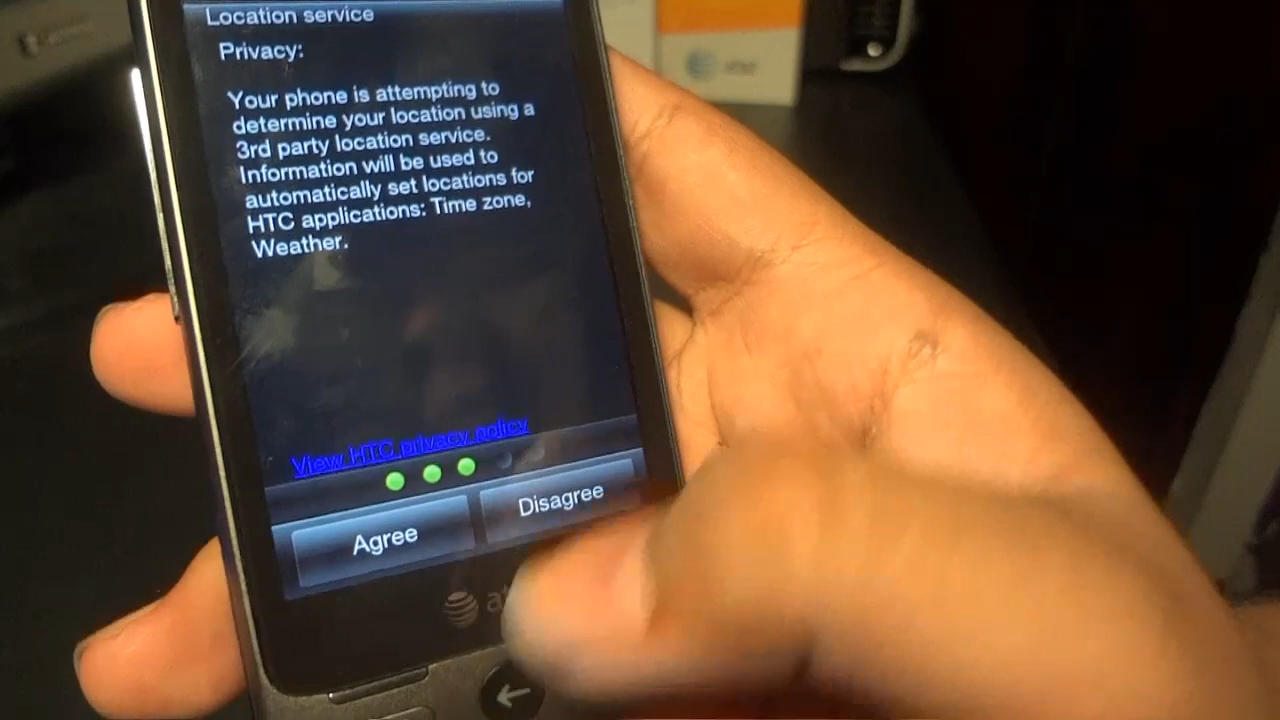 Location service
Privacy:
Your phone is attempting to
determine your location using a
3rd party location service.
Information will be used to
automatically set locations for
HTC applications: Time zone,
Weather.
View HTC privacy policy
Agree
Disagree
at&t